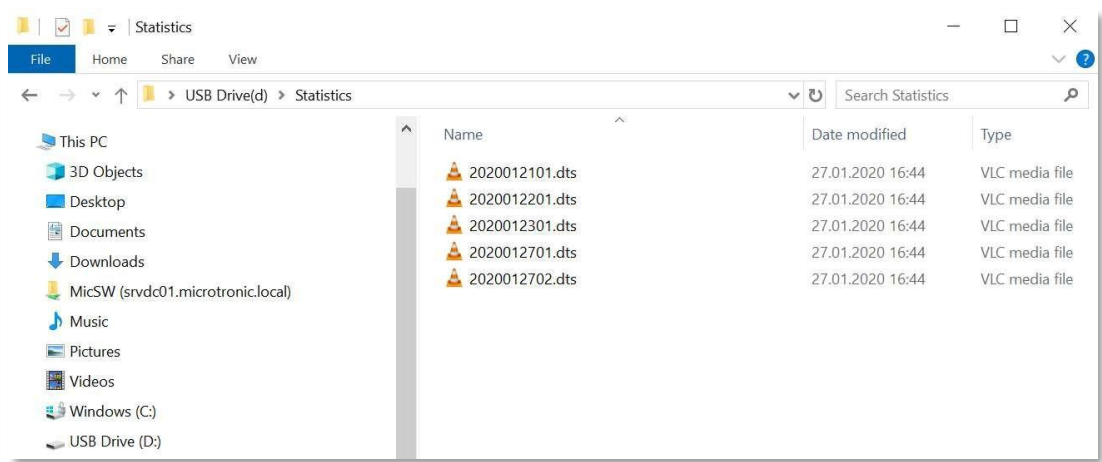 Statistics
File Home Share View
USB Drive(d) > Statistics Search Statistics
This PC
3D Objects
Desktop
Documents
Downloads
MicSW (srvdc01.microtronic.local)
Music
Pictures
Videos
Windows (C:)
USB Drive (D:)
Name Date modified Type
2020012101.dts 27.01.2020 16:44 VLC media file
2020012201.dts 27.01.2020 16:44 VLC media file
2020012301.dts 27.01.2020 16:44 VLC media file
2020012701.dts 27.01.2020 16:44 VLC media file
2020012702.dts 27.01.2020 16:44 VLC media file